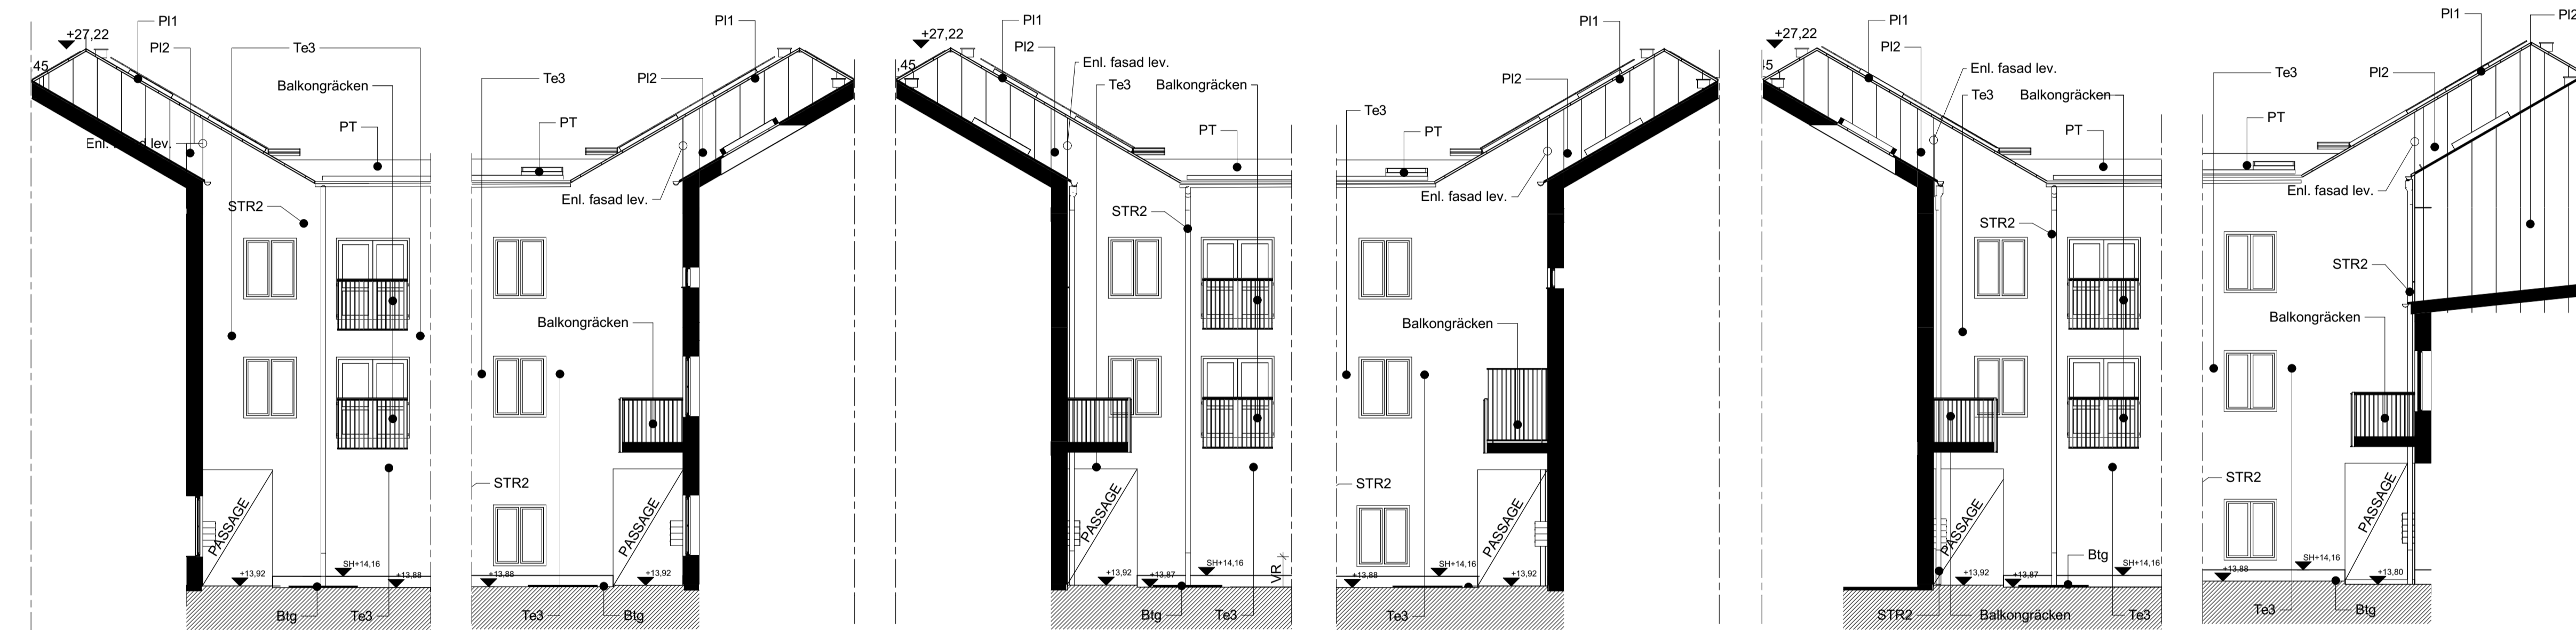 Pl1
+27,22
Pl2
Te3
45
Balkongräcken
PT
Enl. fasad lev.
STR2
PASSAGE
SH+14,16
+13,92
+13,88
Btg
Te3
Pl1
Te3
Pl2
PT
Enl. fasad lev.
Balkongräcken
STR2
PASSAGE
+13,88
+13,92
Te3
Btg
Pl1
+27,22
Pl2
Enl. fasad lev.
,45
Te3
Balkongräcken
PT
STR2
PASSAGE
SH+14,16
+13,92
+13,87
VR
Btg
Te3
Pl1
Pl2
Te3
PT
Enl. fasad lev.
Balkongräcken
STR2
PASSAGE
SH+14,16
+13,88
+13,92
Te3
Pl1
+27,22
Pl2
Enl. fasad lev.
45
Te3
Balkongräcken
PT
STR2
PASSAGE
Btg
SH+14,16
+13,92
+13,87
STR2
Balkongräcken
Te3
Pl1
Pl2
Te3
Pl2
PT
Enl. fasad lev.
STR2
Balkongräcken
STR2
PASSAGE
SH+14,16
+13,88
+13,80
Te3
Btg